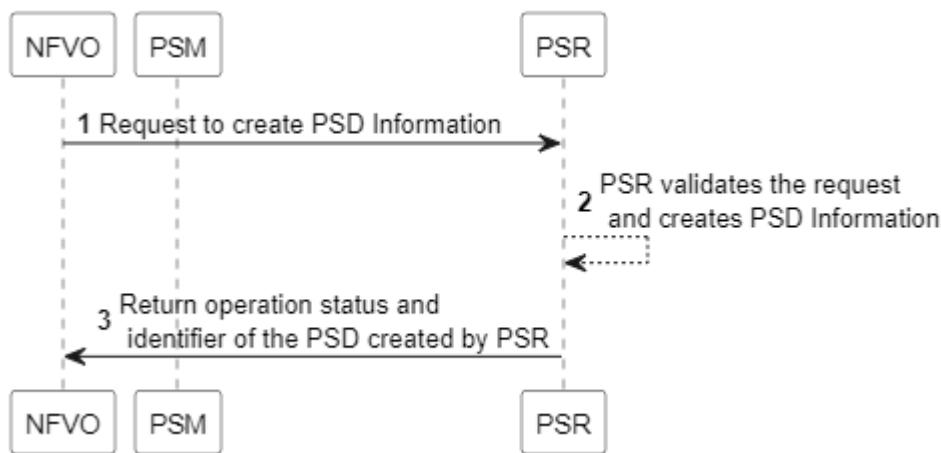 NFVO PSM PSR
1 Request to create PSD Information
2 PSR validates the request
and creates PSD Information
3 Return operation status and
identifier of the PSD created by PSR
NFVO PSM PSR